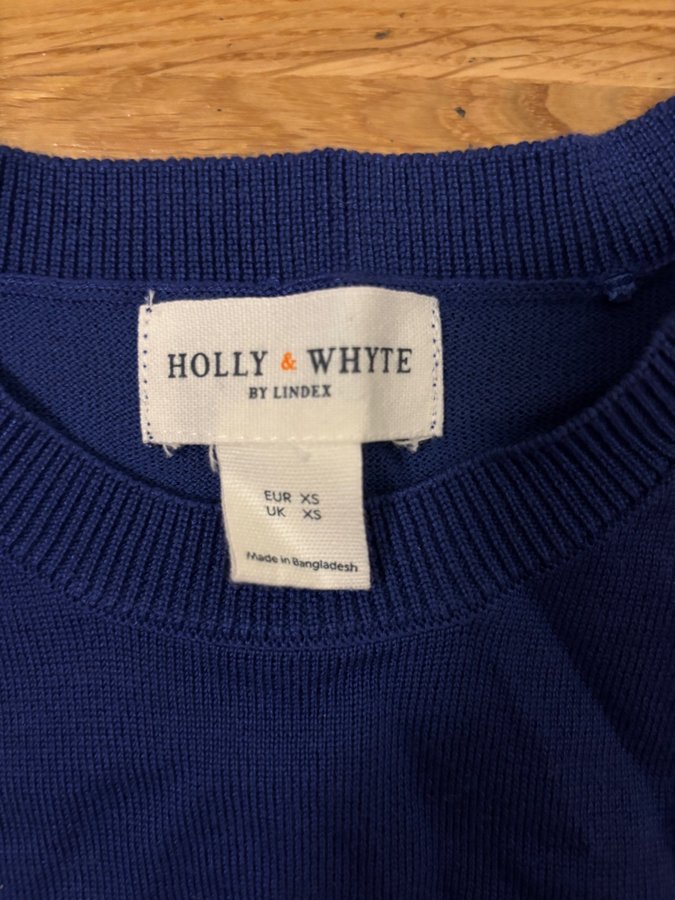 HOLLY & WHYTE
BY LINDEX
EUR XS
UK XS
Made in Bangladesh